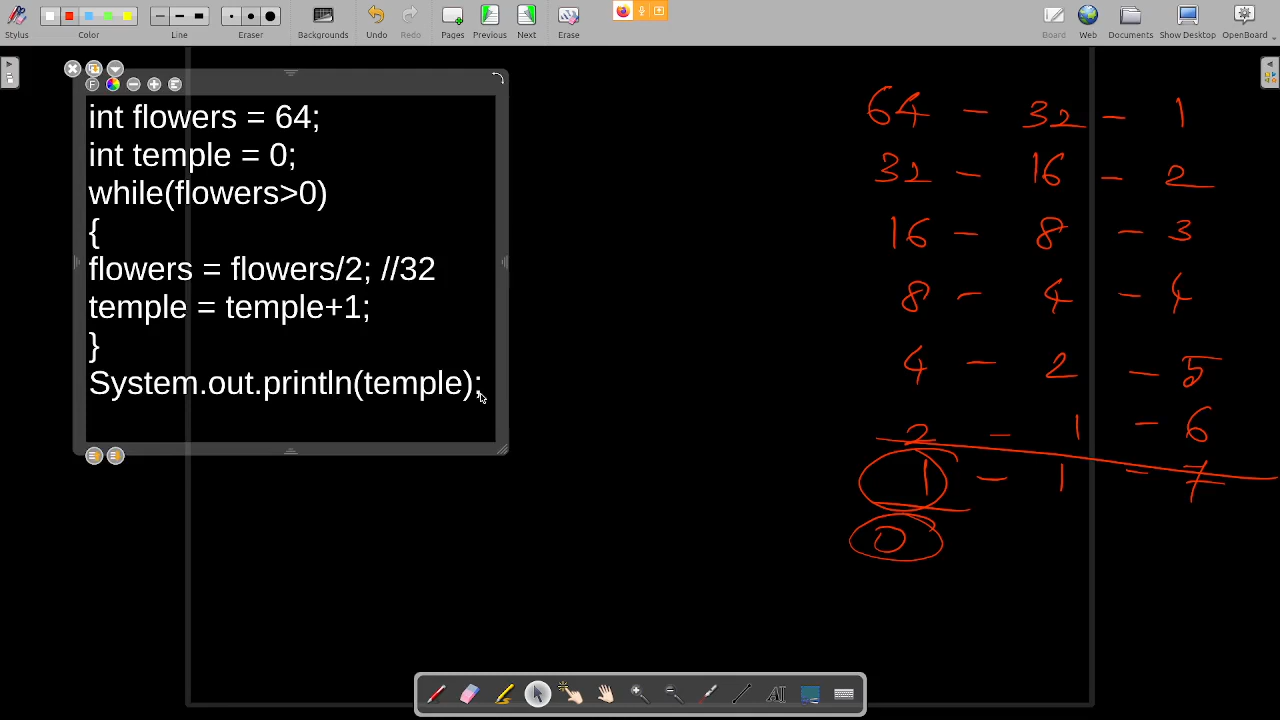 Stylus
Color
Line
Eraser
Backgrounds
Undo
Redo
Pages
Previous
Next
Erase
Board
Web
Documents
Show Desktop
OpenBoard
F
int flowers = 64;
int temple = 0;
while(flowers>0)
{
flowers = flowers/2; //32
temple = temple+1;
}
System.out.println(temple);
64 - 32 - 1
32 - 16 - 2
16 - 8 - 3
8 - 4 - 4
4 - 2 - 5
2 - 1 - 6
1 - 1 - 7
0
AI